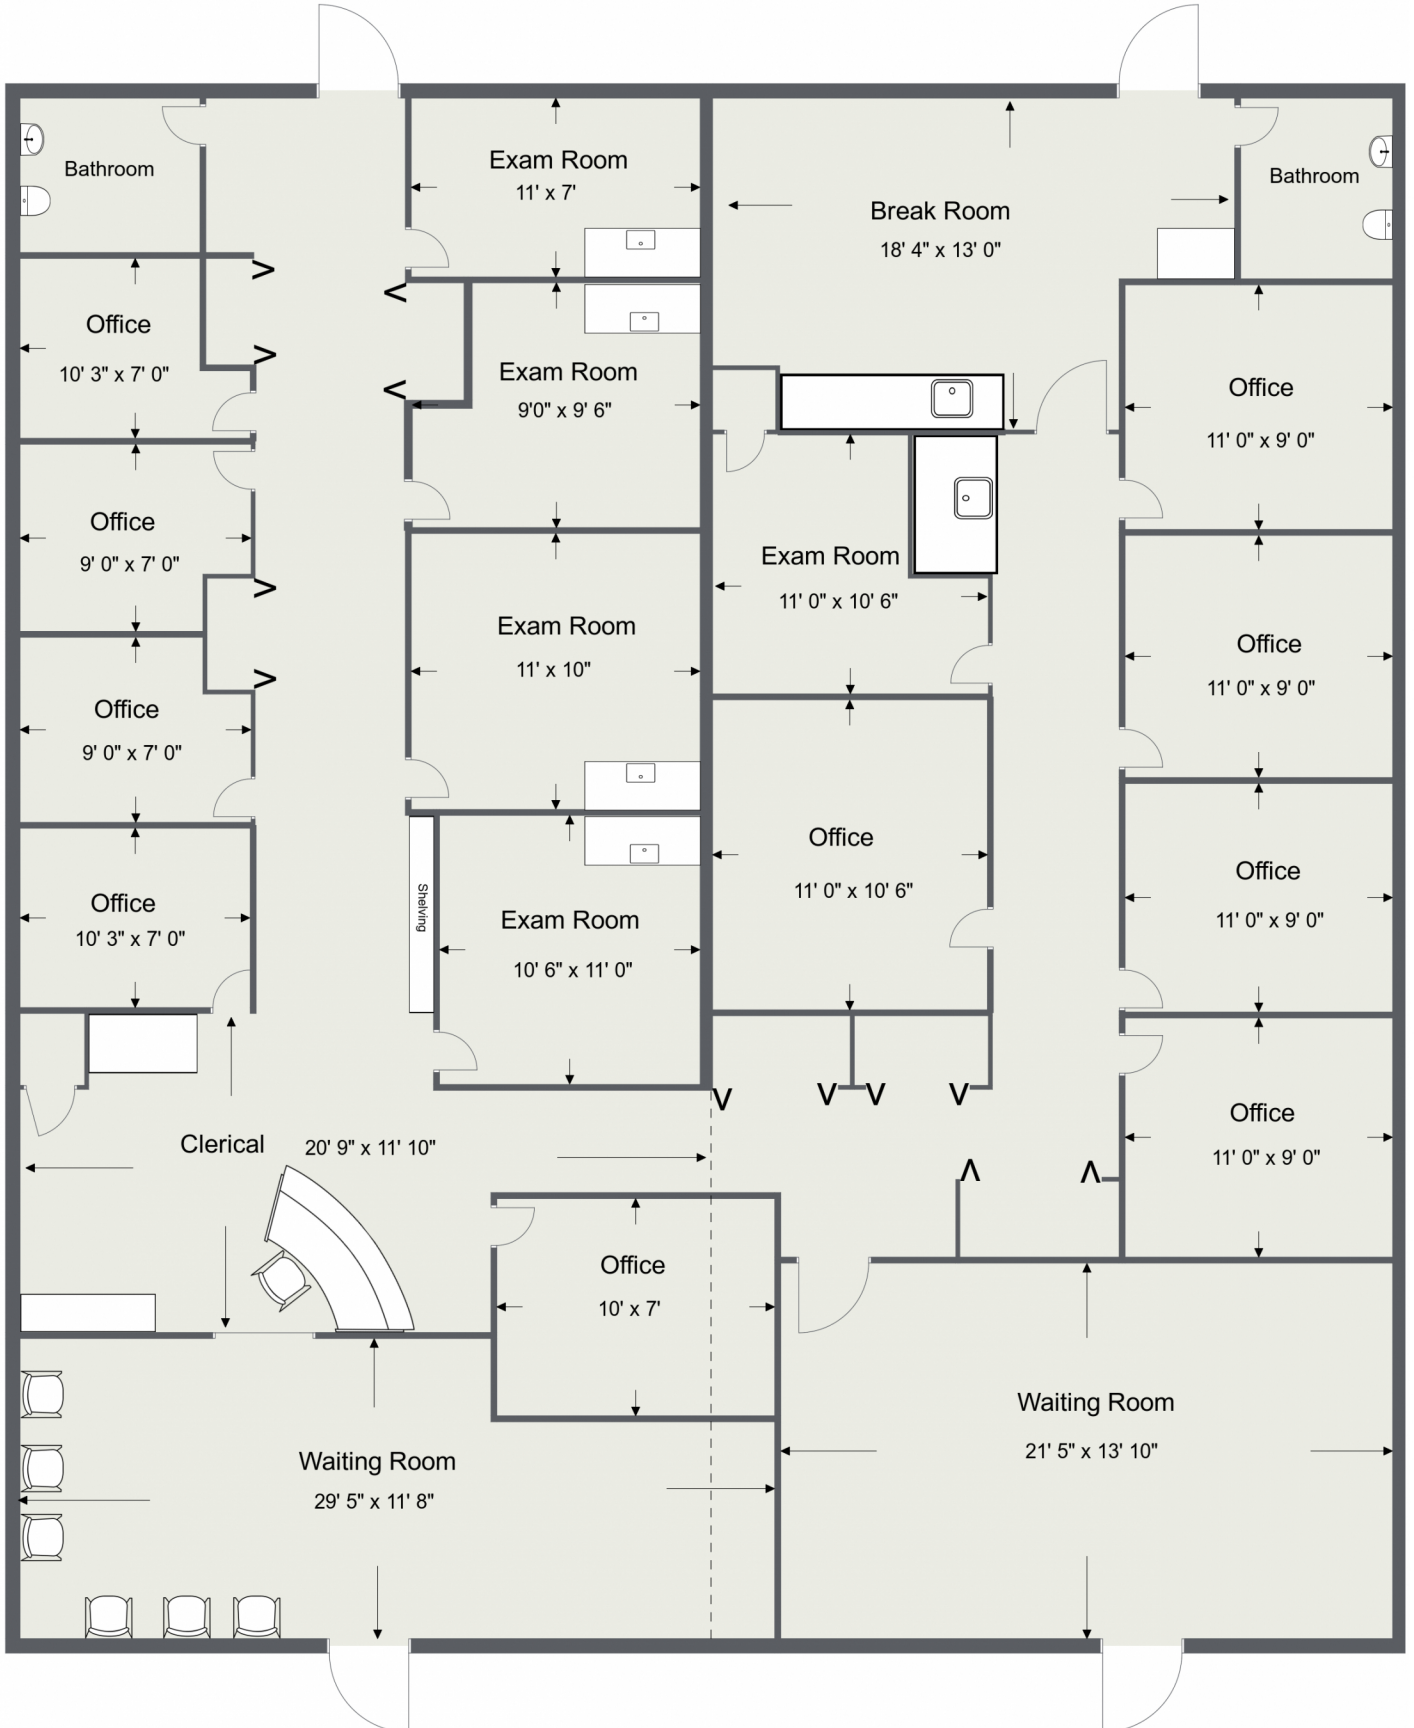 Bathroom
Exam Room
11' x 7'
Break Room
18' 4" x 13' 0"
Bathroom
Office
10' 3" x 7' 0"
Exam Room
9'0" x 9' 6"
Office
11' 0" x 9' 0"
Office
9' 0" x 7' 0"
Exam Room
11' x 10"
Exam Room
11' 0" x 10' 6"
Office
11' 0" x 9' 0"
Office
9' 0" x 7' 0"
Office
11' 0" x 10' 6"
Office
11' 0" x 9' 0"
Office
10' 3" x 7' 0"
Shelving
Exam Room
10' 6" x 11' 0"
Office
11' 0" x 9' 0"
Clerical 20' 9" x 11' 10"
Office
10' x 7'
Waiting Room
21' 5" x 13' 10"
Waiting Room
29' 5" x 11' 8"